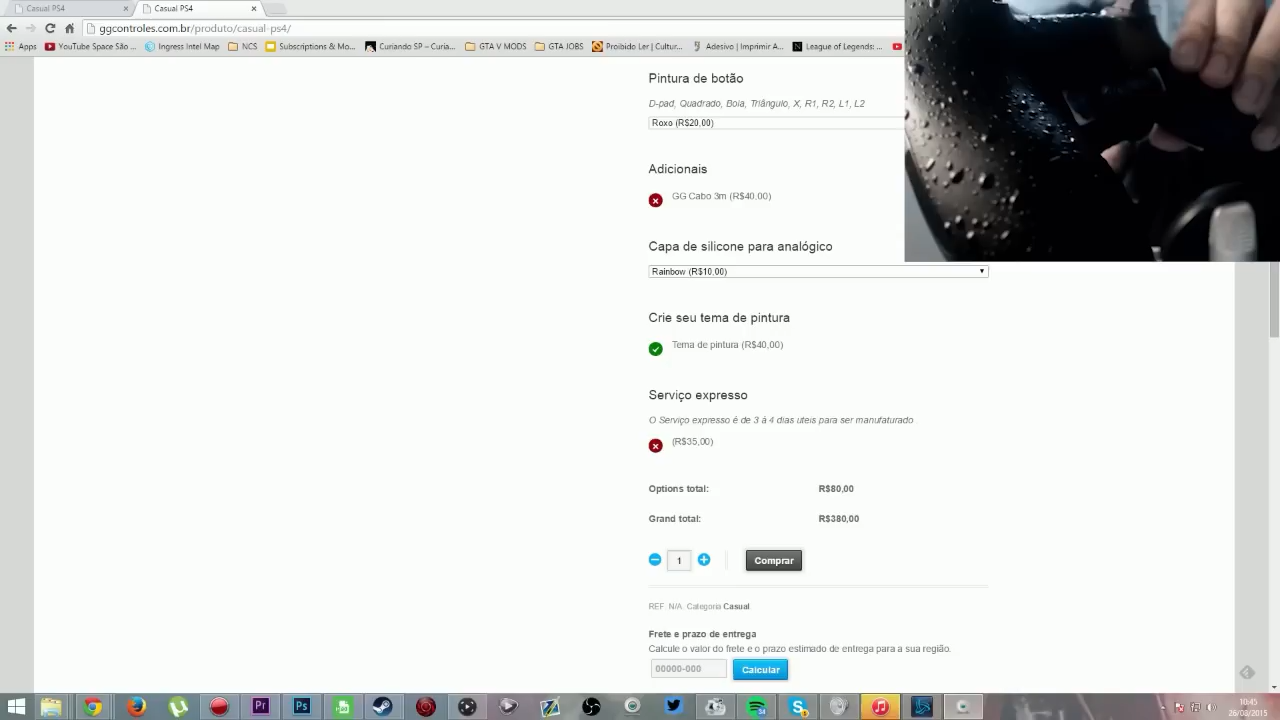 Casual PS4
Casual PS4
ggcontroles.com.br/produto/casual-ps4/
Apps
YouTube Space São ...
Ingress Intel Map
NCS
Subscriptions & Mo...
Curiando SP – Curia...
GTA V MODS
GTA JOBS
Proibido Ler | Cultur...
Adesivo | Imprimir A...
League of Legends: ...
Pintura de botão
D-pad, Quadrado, Bola, Triângulo, X, R1, R2, L1, L2
Roxo (R$20,00)
Adicionais
GG Cabo 3m (R$40,00)
Capa de silicone para analógico
Rainbow (R$10,00)
Crie seu tema de pintura
Tema de pintura (R$40,00)
Serviço expresso
O Serviço expresso é de 3 à 4 dias uteis para ser manufaturado
(R$35,00)
Options total: R$80,00
Grand total: R$380,00
1
Comprar
REF. N/A. Categoria Casual
Frete e prazo de entrega
Calcule o valor do frete e o prazo estimado de entrega para a sua região.
00000-000
Calcular
10:45
26/08/2015